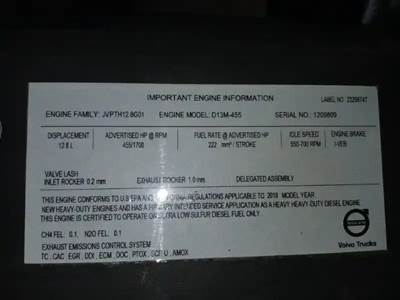 IMPORTANT ENGINE INFORMATION
LABEL NO 23209747
ENGINE FAMILY: JVPTH12.8G01 ENGINE MODEL: D13M-455 SERIAL NO.: 1209809
DISPLACEMENT ADVERTISED HP @ RPM FUEL RATE @ ADVERTISED HP IDLE SPEED ENGINE BRAKE
12.8 L 455/1700 222 mm³/ STROKE 550-700 RPM I-VEB
VALVE LASH
INLET ROCKER 0.2 mm EXHAUST ROCKER 1.0 mm DELEGATED ASSEMBLY
THIS ENGINE CONFORMS TO U.S EPA AND CALIFORNIA REGULATIONS APPLICABLE TO 2018 MODEL YEAR
NEW HEAVY-DUTY ENGINES AND HAS A PRIMARY INTENDED SERVICE APPLICATION AS A HEAVY HEAVY-DUTY DIESEL ENGINE
THIS ENGINE IS CERTIFIED TO OPERATE ON ULTRA LOW SULFUR DIESEL FUEL ONLY.
CH4 FEL: 0.1, N2O FEL: 0.1
EXHAUST EMISSIONS CONTROL SYSTEM
TC , CAC , EGR , DDI , ECM , DOC , PTOX , SCR-U , AMOX
Volvo Trucks